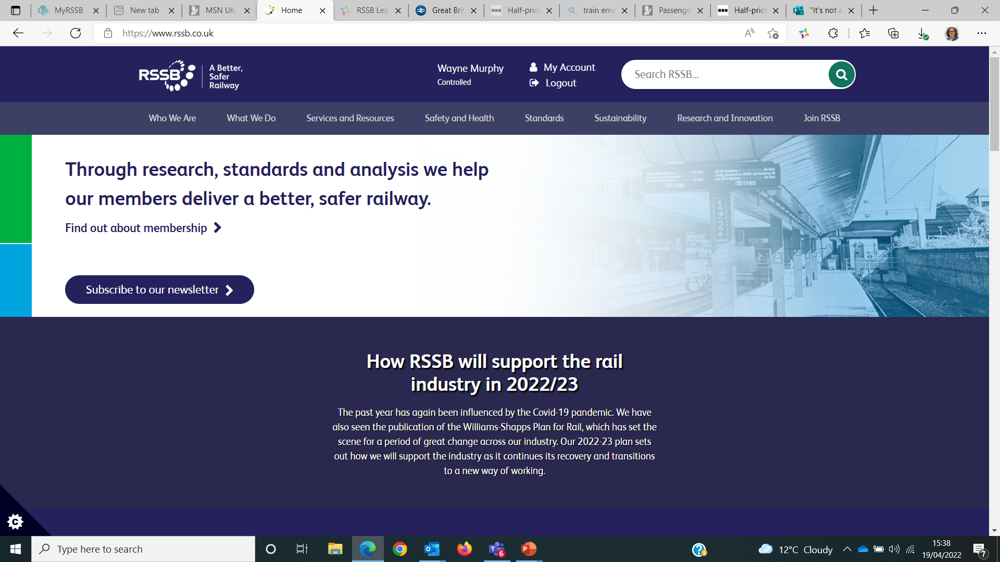 MyRSSB
New tab
MSN UK:
Home
RSSB Lea
Great Brit
Half-price
train eme
Passenge
Half-price
"It's not a
https://www.rssb.co.uk
RSSB
A Better,
Safer
Railway
Wayne Murphy
Controlled
My Account
Logout
Search RSSB...
Who We Are
What We Do
Services and Resources
Safety and Health
Standards
Sustainability
Research and Innovation
Join RSSB
Through research, standards and analysis we help
our members deliver a better, safer railway.
Find out about membership
Subscribe to our newsletter
15:11:03
15:11:03
1
2
How RSSB will support the rail
industry in 2022/23
The past year has again been influenced by the Covid-19 pandemic. We have
also seen the publication of the Williams-Shapps Plan for Rail, which has set the
scene for a period of great change across our industry. Our 2022-23 plan sets
out how we will support the industry as it continues its recovery and transitions
to a new way of working.
C
Type here to search
6
12°C Cloudy
15:38
19/04/2022
7